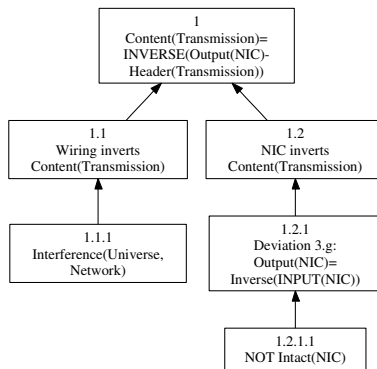 1
Content(Transmission)=
INVERSE(Output(NIC)-
Header(Transmission))
1.1
Wiring inverts
Content(Transmission)
1.2
NIC inverts
Content(Transmission)
1.1.1
Interference(Universe,
Network)
1.2.1
Deviation 3.g:
Output(NIC)=
Inverse(INPUT(NIC))
1.2.1.1
NOT Intact(NIC)